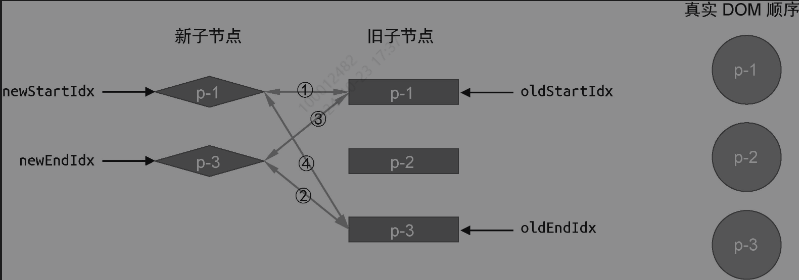 真实 DOM 顺序
新子节点
旧子节点
newStartIdx
p-1
①
p-1
oldStartIdx
p-1
③
newEndIdx
p-3
④
p-2
p-2
②
p-3
oldEndIdx
p-3